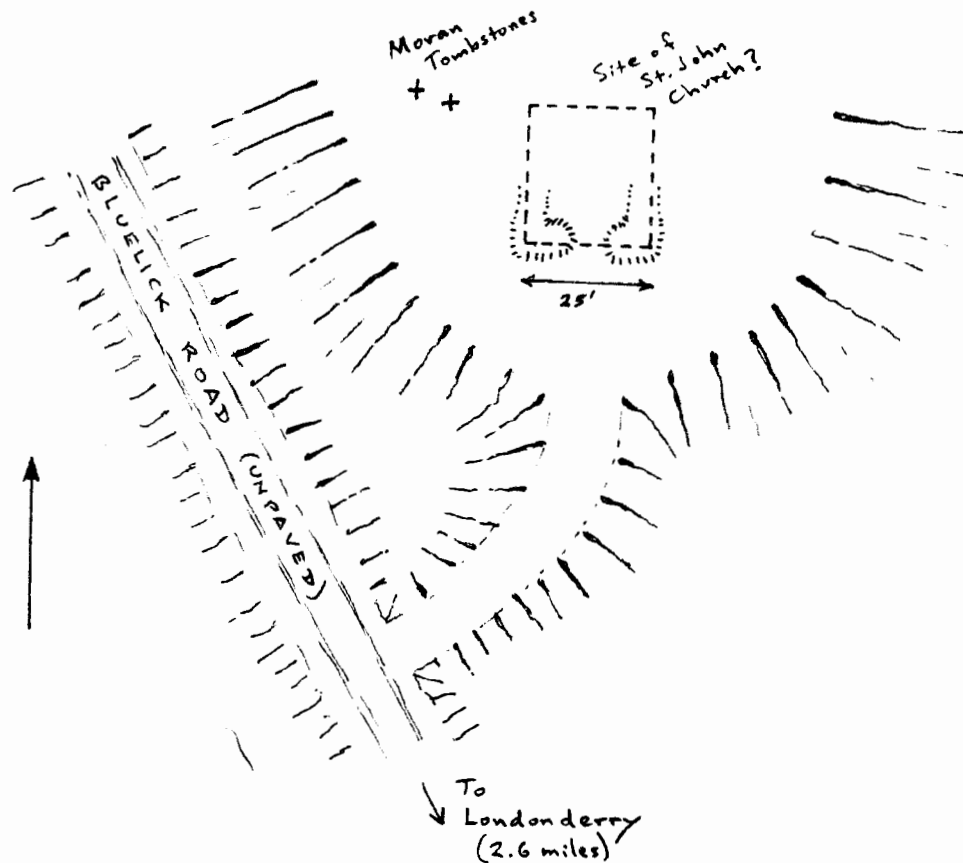 Moran
Tombstones
Site of
St. John
Church?
25'
BLUELICK ROAD (UNPAVED)
To
Londonderry
(2.6 miles)